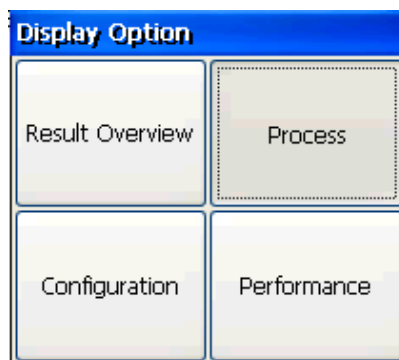 Display Option
Result Overview
Process
Configuration
Performance